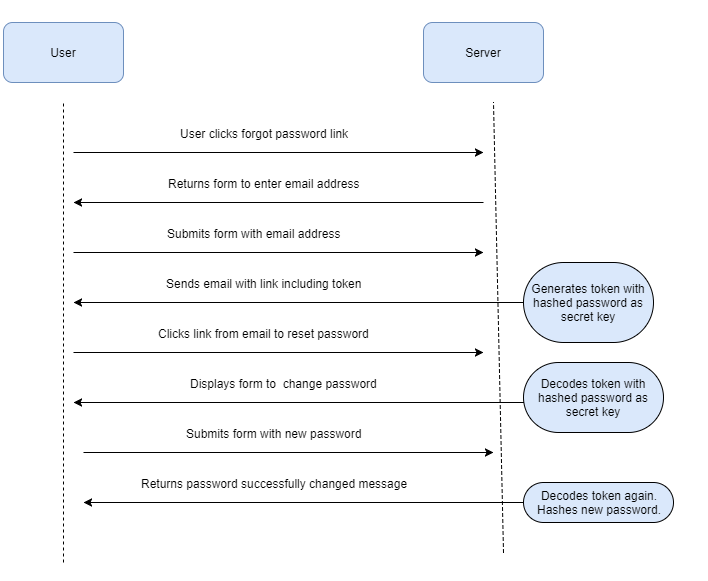 User
Server
User clicks forgot password link
Returns form to enter email address
Submits form with email address
Sends email with link including token
Generates token with
hashed password as
secret key
Clicks link from email to reset password
Displays form to  change password
Decodes token with
hashed password as
secret key
Submits form with new password
Returns password successfully changed message
Decodes token again.
Hashes new password.